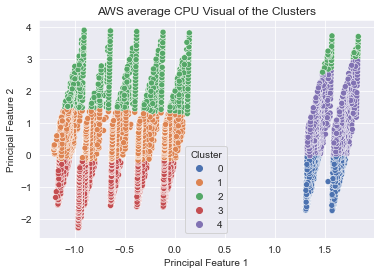 AWS average CPU Visual of the Clusters
Principal Feature 2
4
3
2
1
0
−1
−2
Cluster
0
1
2
3
4
−1.0 −0.5 0.0 0.5 1.0 1.5
Principal Feature 1